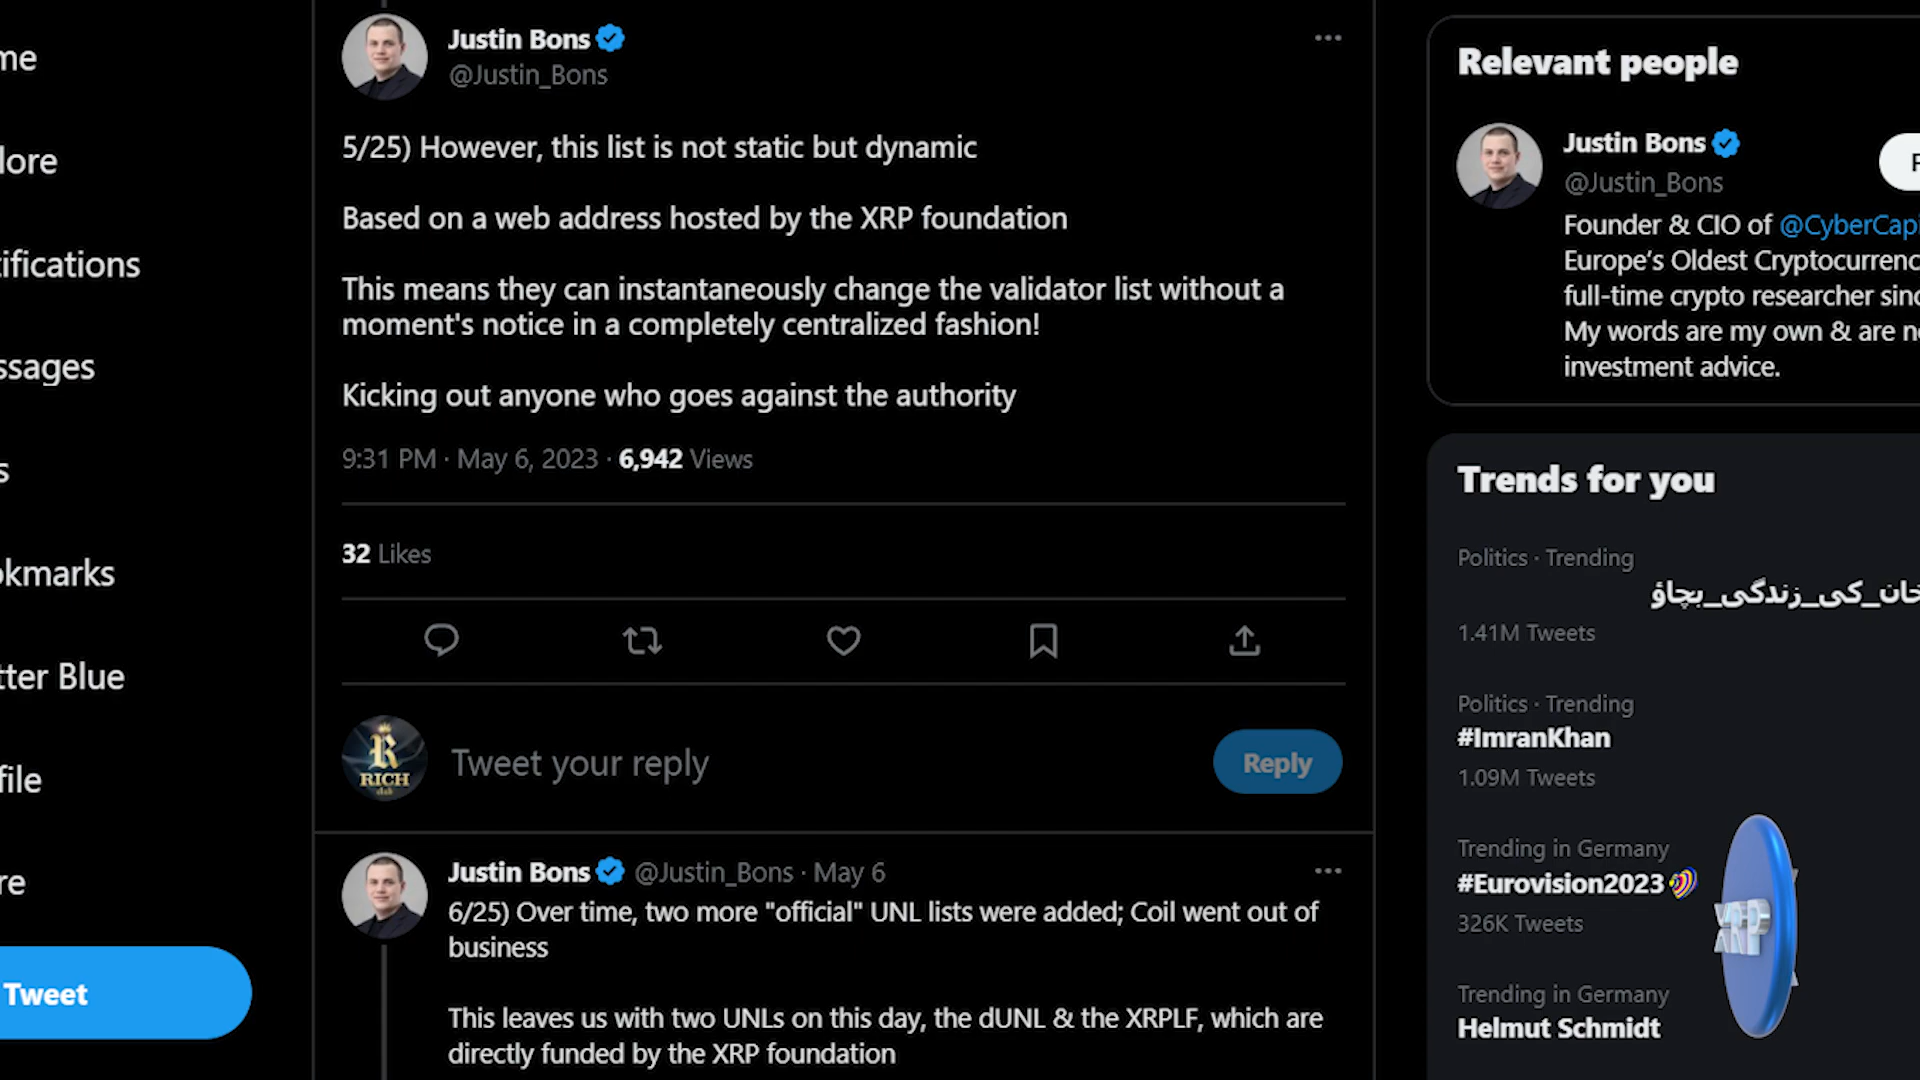 me
lore
tifications
ssages
s
okmarks
tter Blue
file
re
Tweet
Justin Bons
@Justin_Bons
5/25) However, this list is not static but dynamic
Based on a web address hosted by the XRP foundation
This means they can instantaneously change the validator list without a
moment's notice in a completely centralized fashion!
Kicking out anyone who goes against the authority
9:31 PM · May 6, 2023 · 6,942 Views
32 Likes
RICH
club
Tweet your reply
Reply
Justin Bons @Justin_Bons · May 6
6/25) Over time, two more "official" UNL lists were added; Coil went out of
business
This leaves us with two UNLs on this day, the dUNL & the XRPLF, which are
directly funded by the XRP foundation
Relevant people
Justin Bons
@Justin_Bons
F
Founder & CIO of @CyberCapi
Europe's Oldest Cryptocurrenc
full-time crypto researcher sinc
My words are my own & are n
investment advice.
Trends for you
Politics · Trending
خان_کی_زندگی_بچاؤ
1.41M Tweets
Politics · Trending
#ImranKhan
1.09M Tweets
Trending in Germany
#Eurovision2023
326K Tweets
XRP
Trending in Germany
Helmut Schmidt